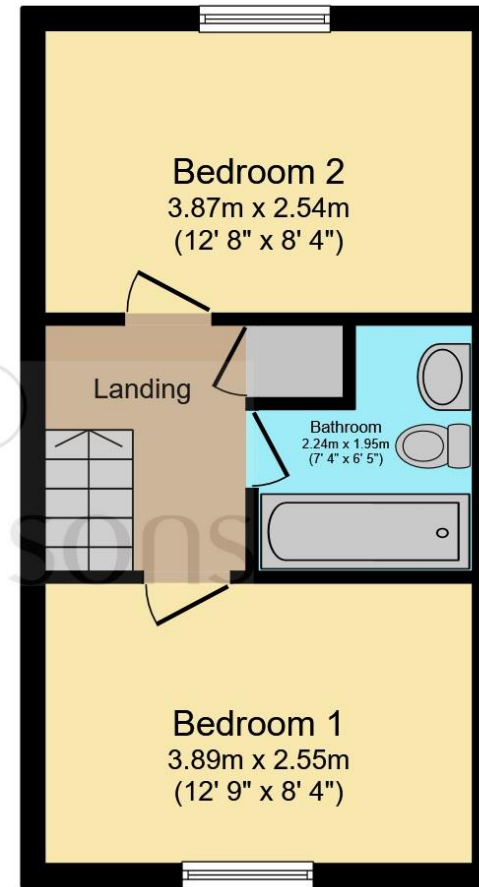 Bedroom 2
3.87m x 2.54m
(12' 8" x 8' 4")
Landing
Bathroom
2.24m x 1.95m
(7' 4" x 6' 5")
sons
Bedroom 1
3.89m x 2.55m
(12' 9" x 8' 4")